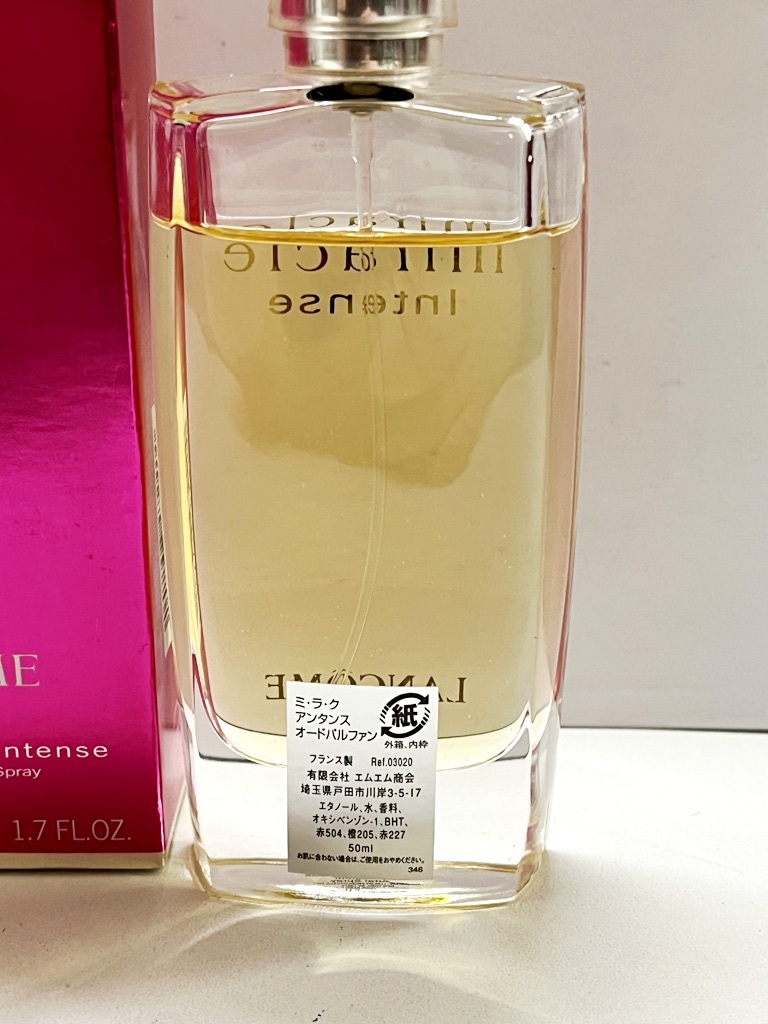 miracle
Intense
LANCÔME
ME
Intense
Spray
1.7 FL.OZ.
ミ・ラ・ク
アンタンス
オードパルファン
紙
外箱、内枠
フランス製 Ref.03020
有限会社 エムエム商会
埼玉県戸田市川岸3-5-17
エタノール、水、香料、
オキシベンゾン-1、BHT、
赤504、橙205、赤227
50ml
お肌に合わない場合は、ご使用をおやめください。
346